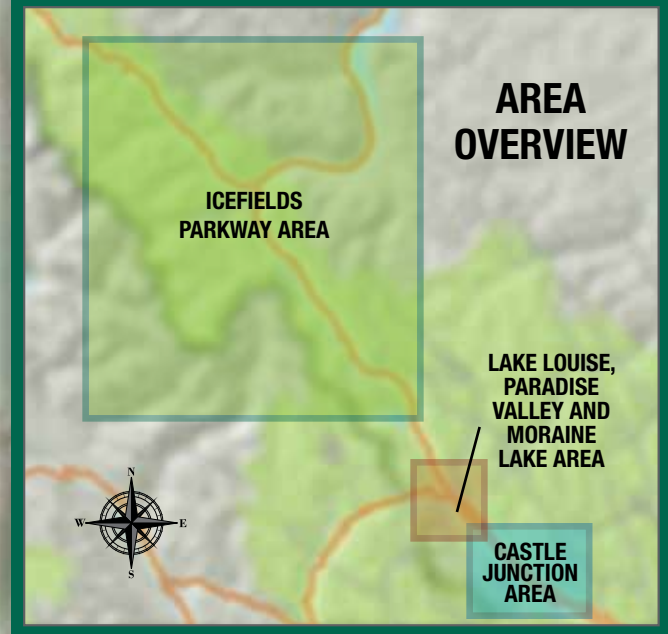 AREA
OVERVIEW
ICEFIELDS
PARKWAY AREA
LAKE LOUISE,
PARADISE
VALLEY AND
MORAINE
LAKE AREA
N
W
E
S
CASTLE
JUNCTION
AREA